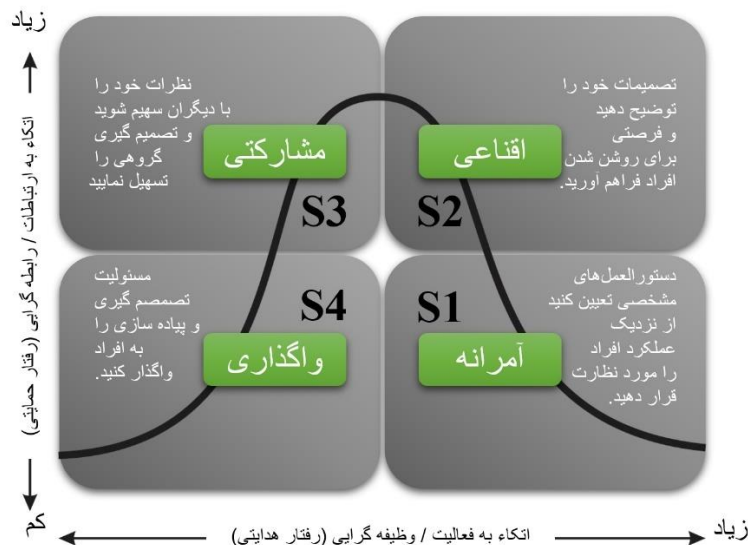 زیاد
تصمیمات خود را
توضیح دهید
و فرصتی
برای روشن شدن
افراد فراهم آورید.
اقناعی
S2
نظرات خود را
با دیگران سهیم شوید
و تصمیم گیری
گروهی را
تسهیل نمایید
مشارکتی
S3
دستورالعمل‌های
مشخصی تعیین کنید
از نزدیک
عملکرد افراد
را مورد نظارت
قرار دهید.
آمرانه
S1
مسئولیت
تصمصم گیری
و پیاده سازی را
به افراد
واگذار کنید.
واگذاری
S4
اتکاء به ارتباطات / رابطه گرایی (رفتار حمایتی)
کم
زیاد
اتکاء به فعالیت / وظیفه گرایی (رفتار هدایتی)